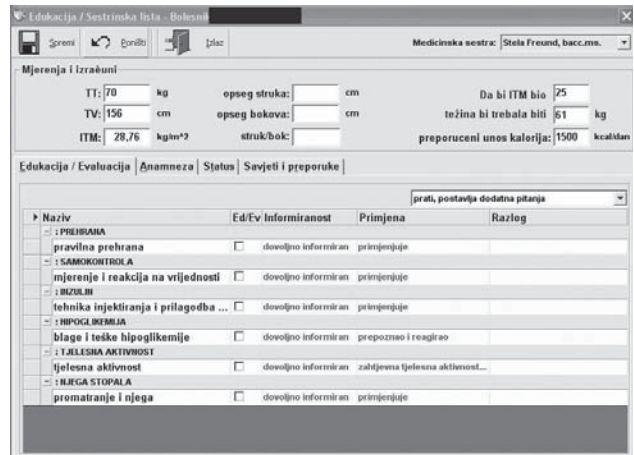 Edukacija / Sestrinska lista - Bolesnik
Spremi Poništi Izlaz Medicinska sestra: Stela Freund, bacc.ms.
Mjerenja i izraèuni
TT: 70 kg opseg struka: cm Da bi ITM bio 25
TV: 156 cm opseg bokova: cm težina bi trebala biti 61 kg
ITM: 28,76 kg/m^2 struk/bok: preporuceni unos kalorija: 1500 kcal/dan
Edukacija / Evaluacija Anamneza Status Savjeti i preporuke
prati, postavlja dodatna pitanja
Naziv Ed/Ev Informiranost Primjena Razlog
: PREHRANA
pravilna prehrana dovoljno informiran primjenjuje
: SAMOKONTROLA
mjerenje i reakcija na vrijednosti dovoljno informiran primjenjuje
: INZULIN
tehnika injektiranja i prilagodba ... dovoljno informiran primjenjuje
: HIPOGLIKEMIJA
blage i teške hipoglikemije dovoljno informiran prepoznao i reagirao
: TJELESNA AKTIVNOST
tjelesna aktivnost dovoljno informiran zahtjevna tjelesna aktivnost...
: NJEGA STOPALA
promatranje i njega dovoljno informiran primjenjuje